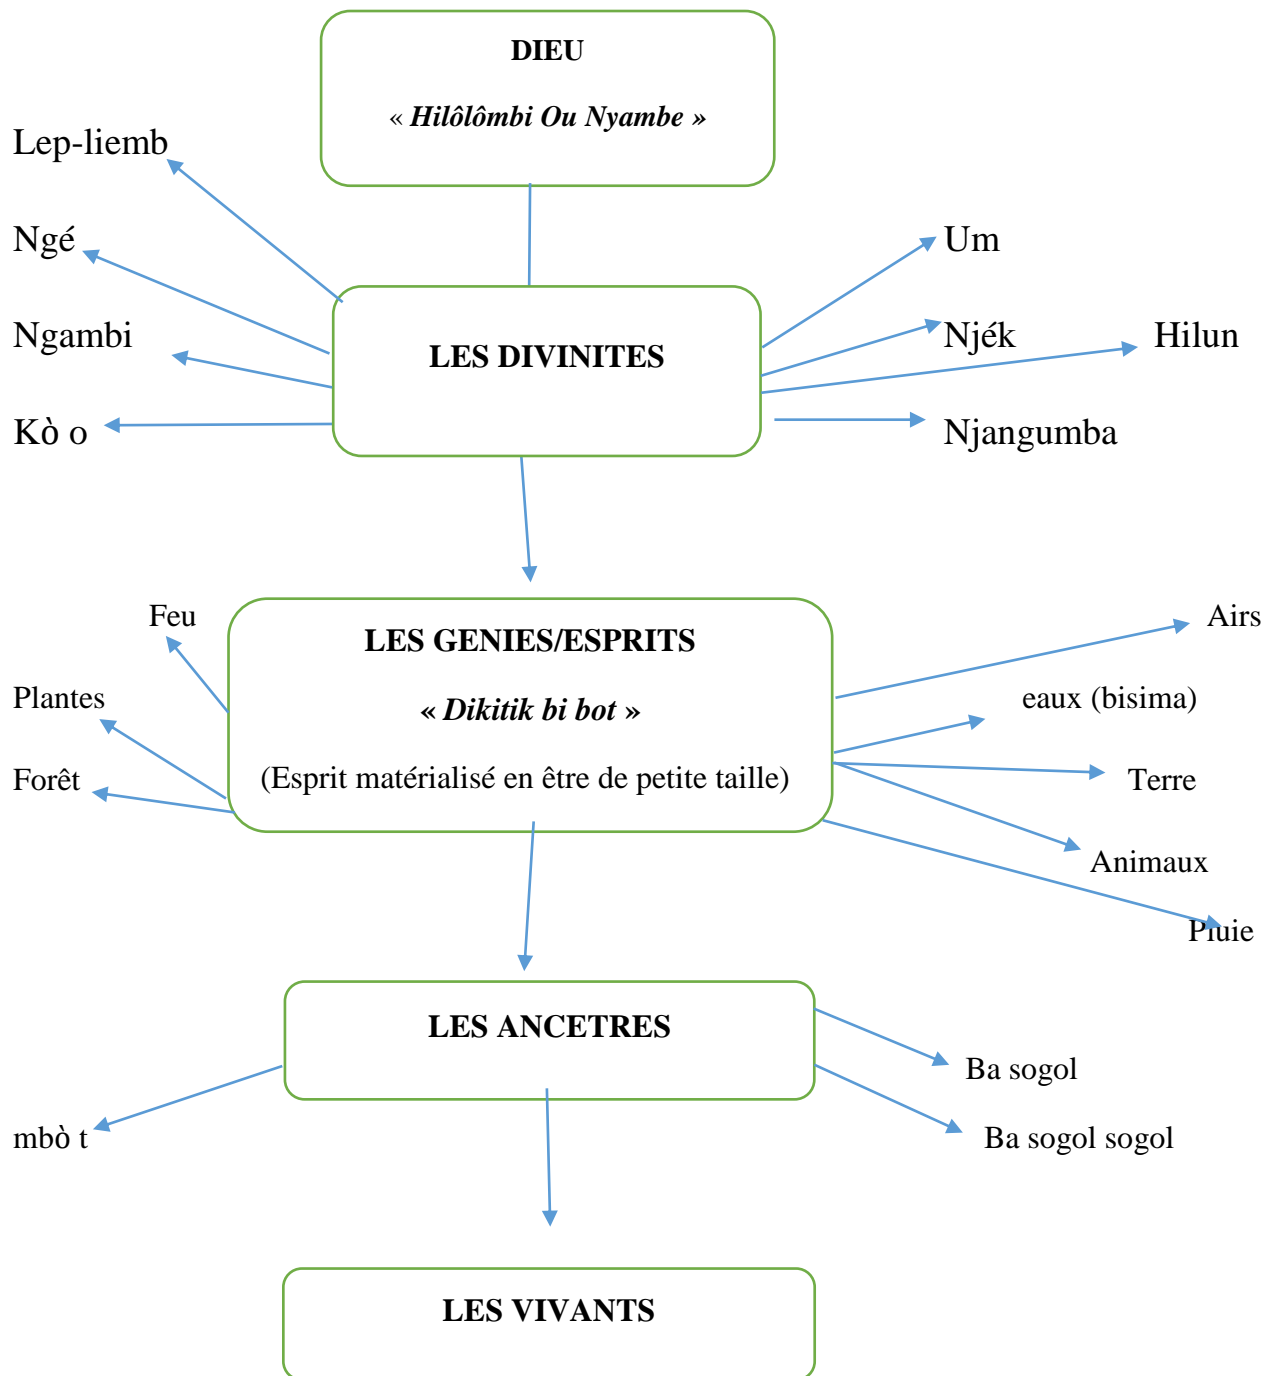 DIEU
« Hilôlômbi Ou Nyambe »
Lep-liemb
Ngé
Um
Ngambi
LES DIVINITES
Njék
Hilun
Kò o
Njangumba
Feu
LES GENIES/ESPRITS
Airs
Plantes
« Dikitik bi bot »
eaux (bisima)
Forêt
(Esprit matérialisé en être de petite taille)
Terre
Animaux
Pluie
LES ANCETRES
Ba sogol
mbò t
Ba sogol sogol
LES VIVANTS